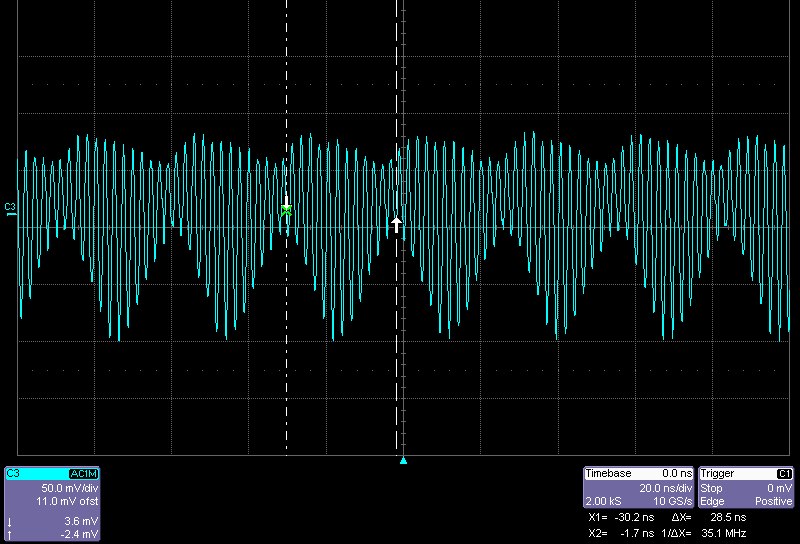 C3
C3 AC1M
50.0 mV/div
11.0 mV ofst
↓ 3.6 mV
↑ -2.4 mV
Timebase 0.0 ns
20.0 ns/div
2.00 kS 10 GS/s
Trigger C1
Stop 0 mV
Edge Positive
X1= -30.2 ns ΔX= 28.5 ns
X2= -1.7 ns 1/ΔX= 35.1 MHz